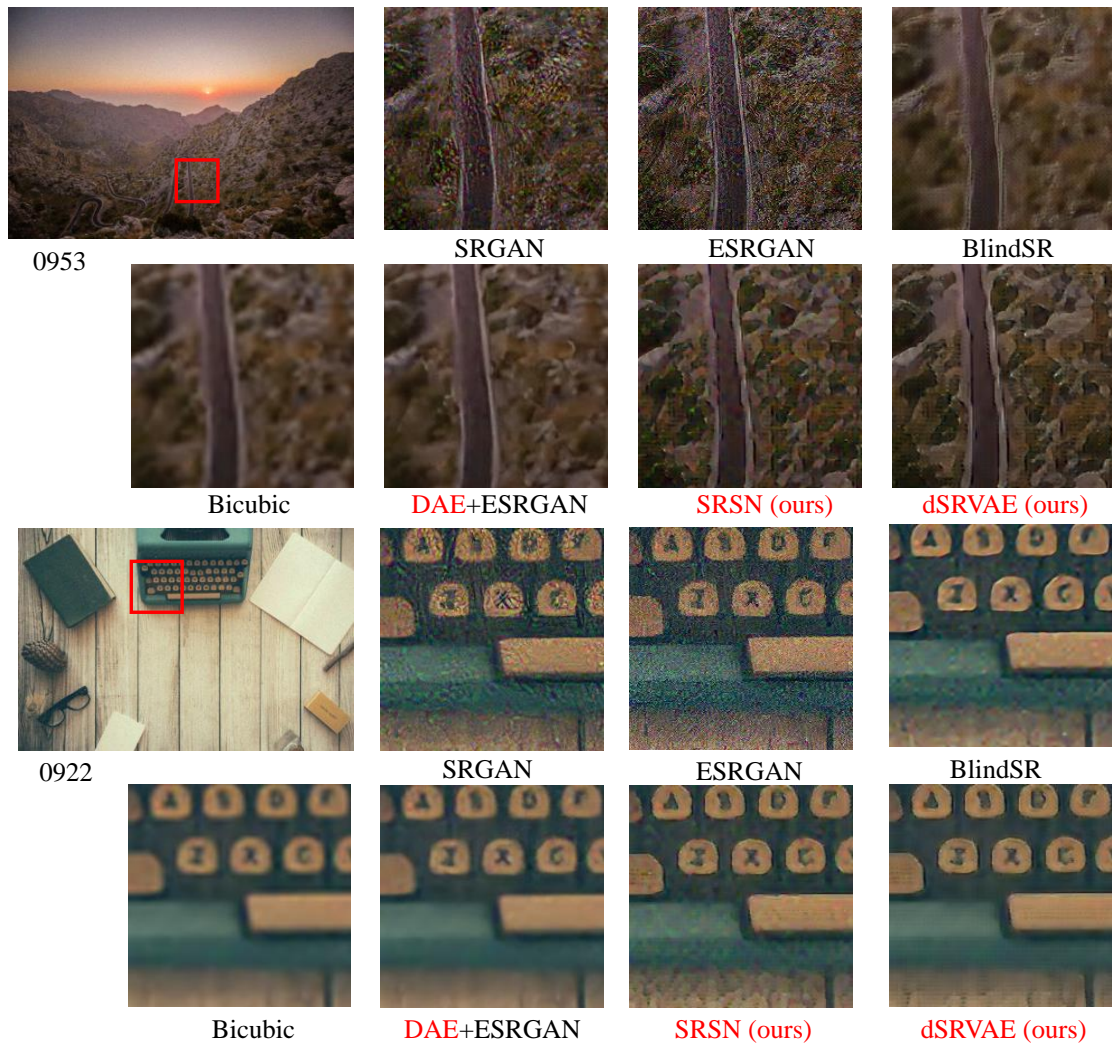 SRGAN ESRGAN BlindSR
0953
Bicubic DAE+ESRGAN SRSN (ours) dSRVAE (ours)
SRGAN ESRGAN BlindSR
0922
Bicubic DAE+ESRGAN SRSN (ours) dSRVAE (ours)